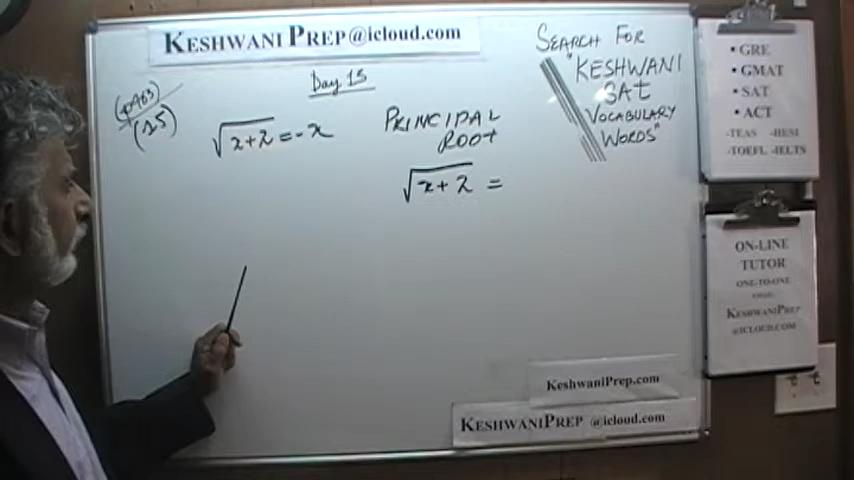 KESHWANI PREP@icloud.com
Day 15
(15)
√x+2 = -x
PRINCIPAL
ROOT
√x+2 =
SEARCH FOR
"KESHWANI
SAT
VOCABULARY
WORDS"
• GRE
• GMAT
• SAT
• ACT
-TEAS -HESI
-TOEFL -IELTS
ON-LINE
TUTOR
ONE-TO-ONE
KESHWANIPREP
@ICLOUD.COM
KeshwaniPrep.com
KESHWANIPREP @icloud.com